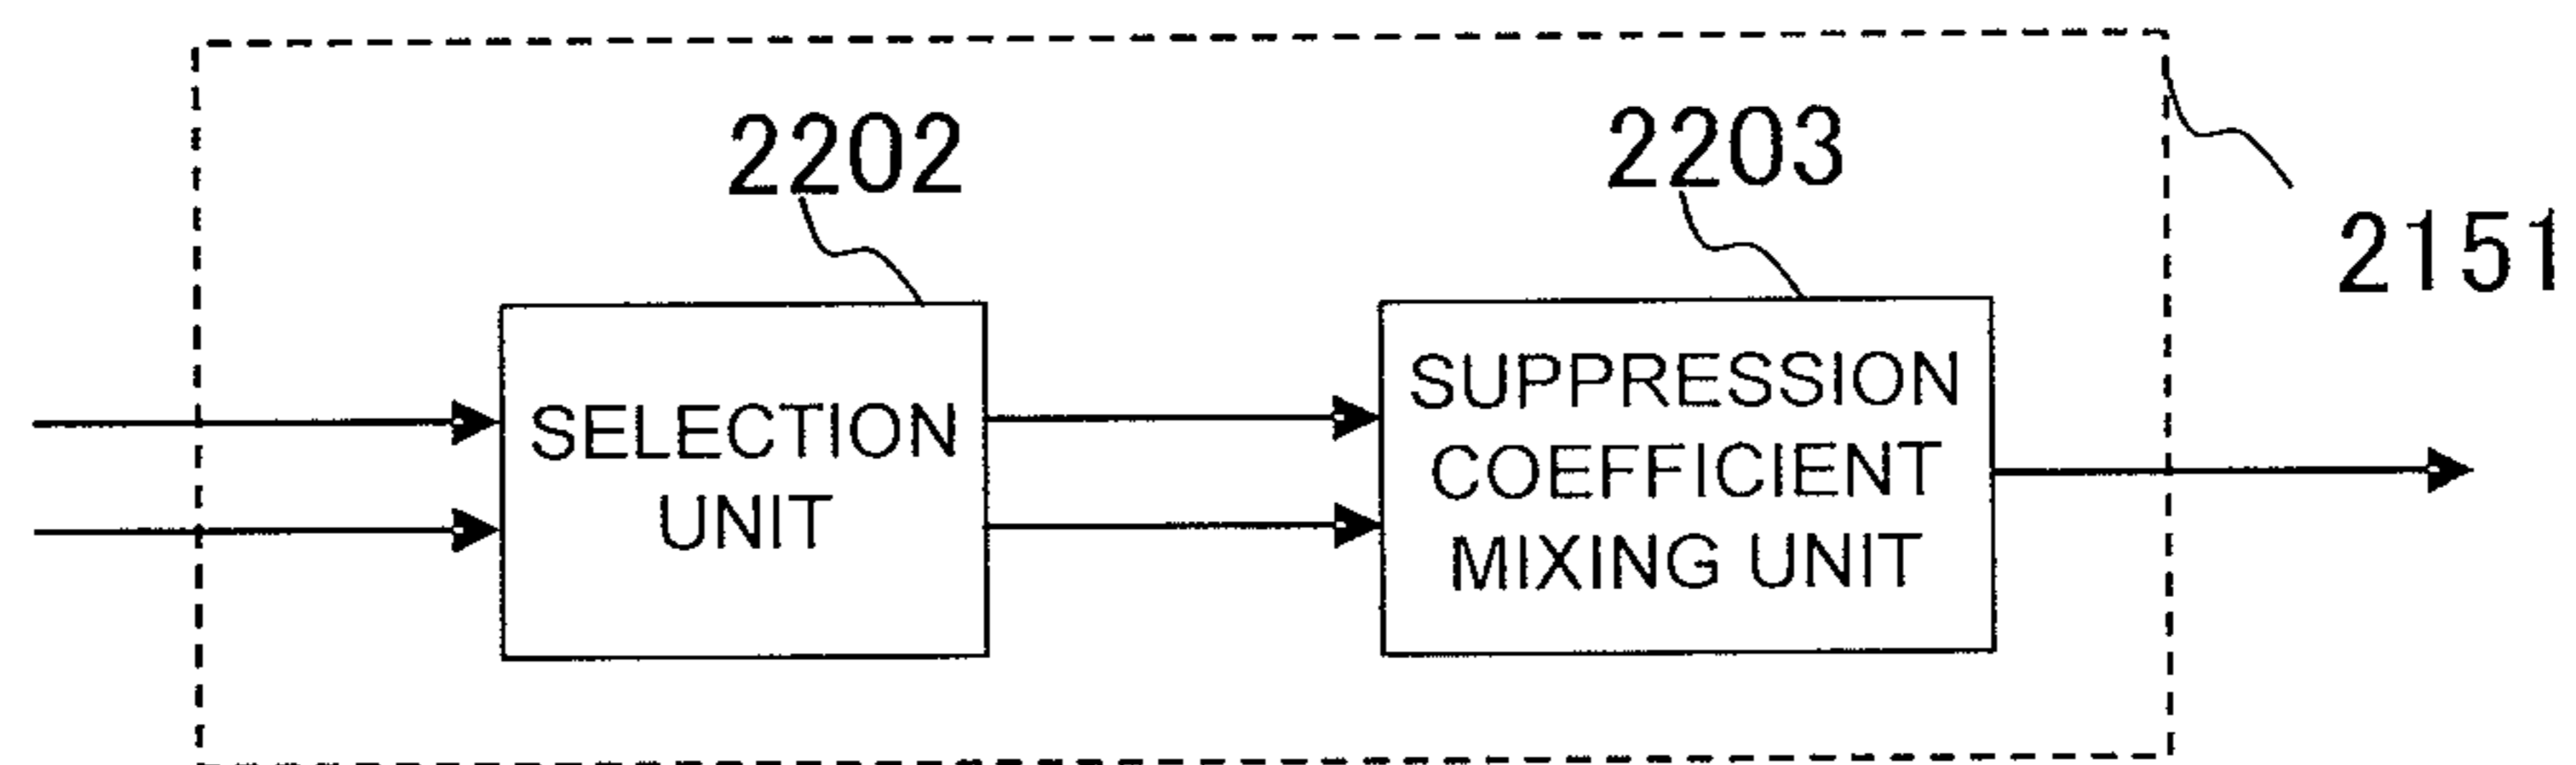 2202
2203
2151
SELECTION
UNIT
SUPPRESSION
COEFFICIENT
MIXING UNIT